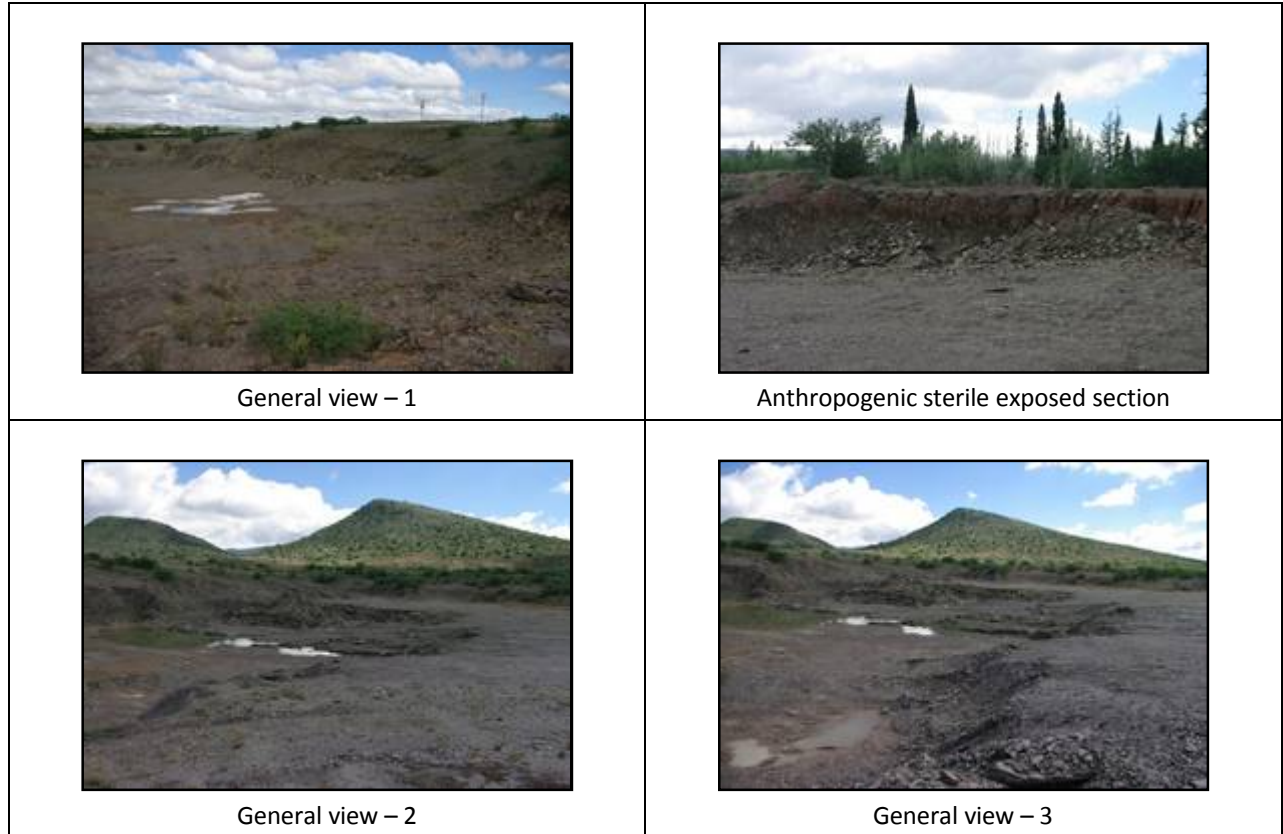 General view – 1
Anthropogenic sterile exposed section
General view – 2
General view – 3